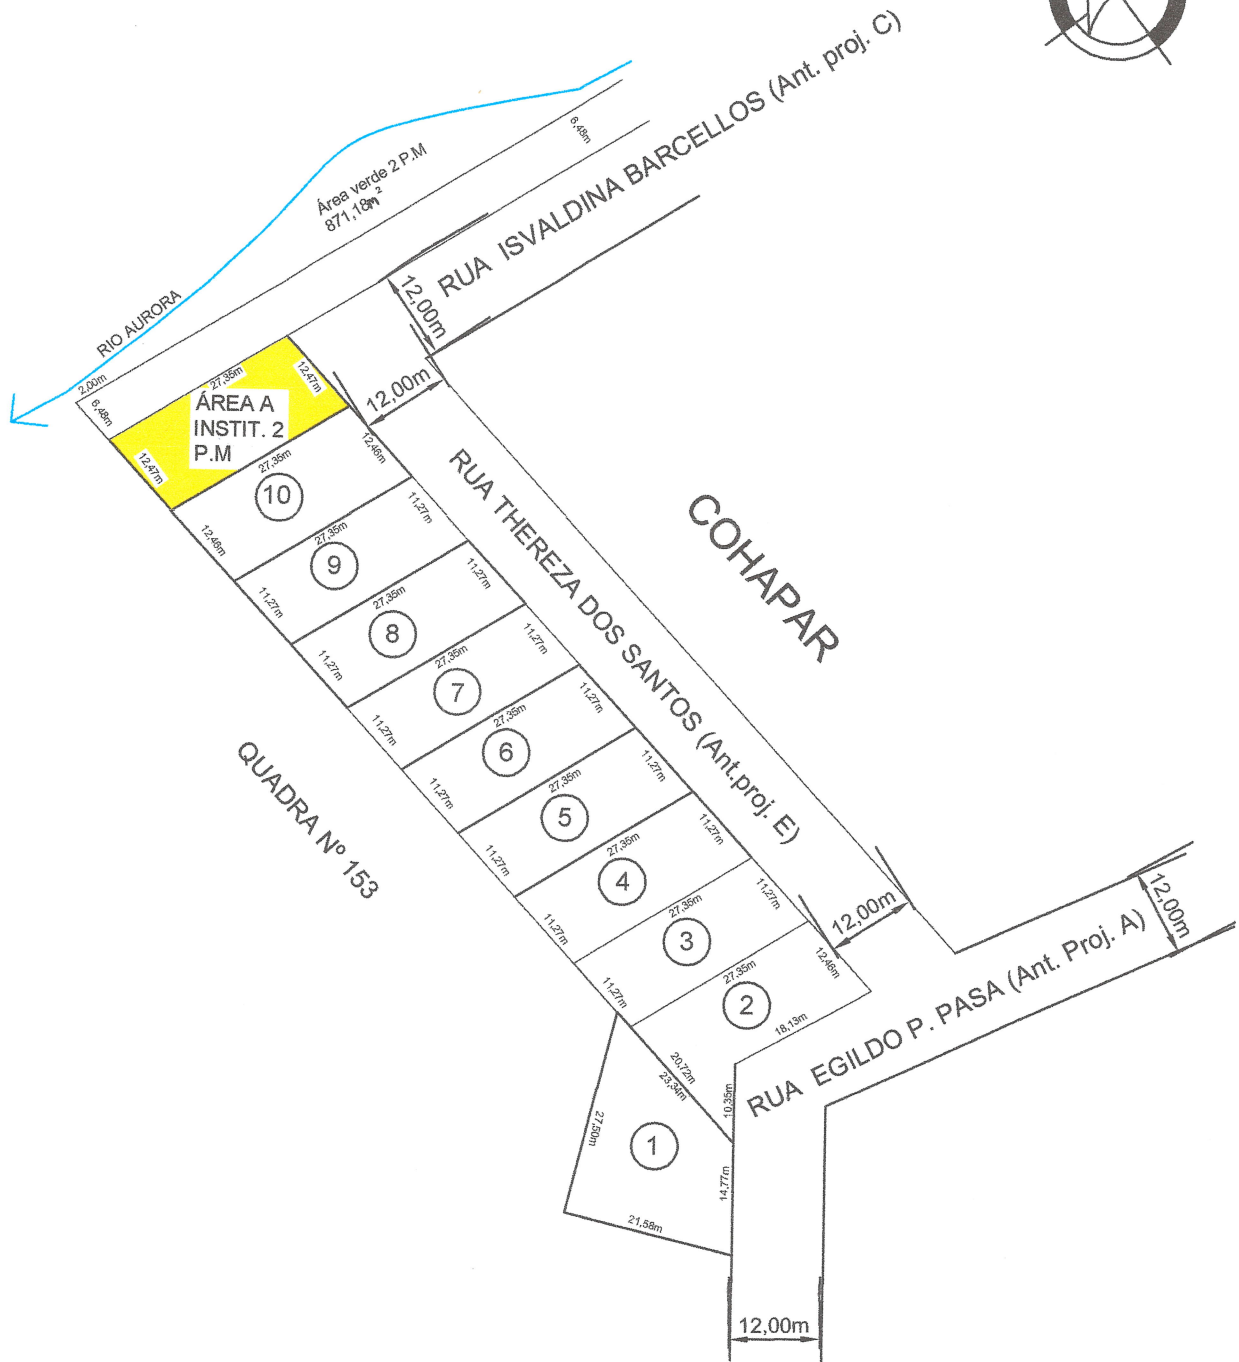 RUA ISVALDINA BARCELLOS (Ant. proj. C)
6,48m
Área verde 2 P.M
871,18m²
12,00m
RIO AURORA
2,00m
6,48m
27,35m
12,47m
ÁREA A
INSTIT. 2
P.M
12,47m
12,00m
12,46m
27,35m
10
12,46m
11,27m
27,35m
9
11,27m
11,27m
27,35m
8
11,27m
11,27m
27,35m
7
11,27m
11,27m
27,35m
6
11,27m
11,27m
27,35m
5
11,27m
11,27m
27,35m
4
11,27m
11,27m
27,35m
3
11,27m
12,46m
27,35m
2
18,13m
20,72m
23,34m
10,35m
27,50m
1
14,77m
21,58m
RUA THEREZA DOS SANTOS (Ant.proj. E)
COHAPAR
QUADRA Nº 153
12,00m
12,00m
RUA EGILDO P. PASA (Ant. Proj. A)
12,00m